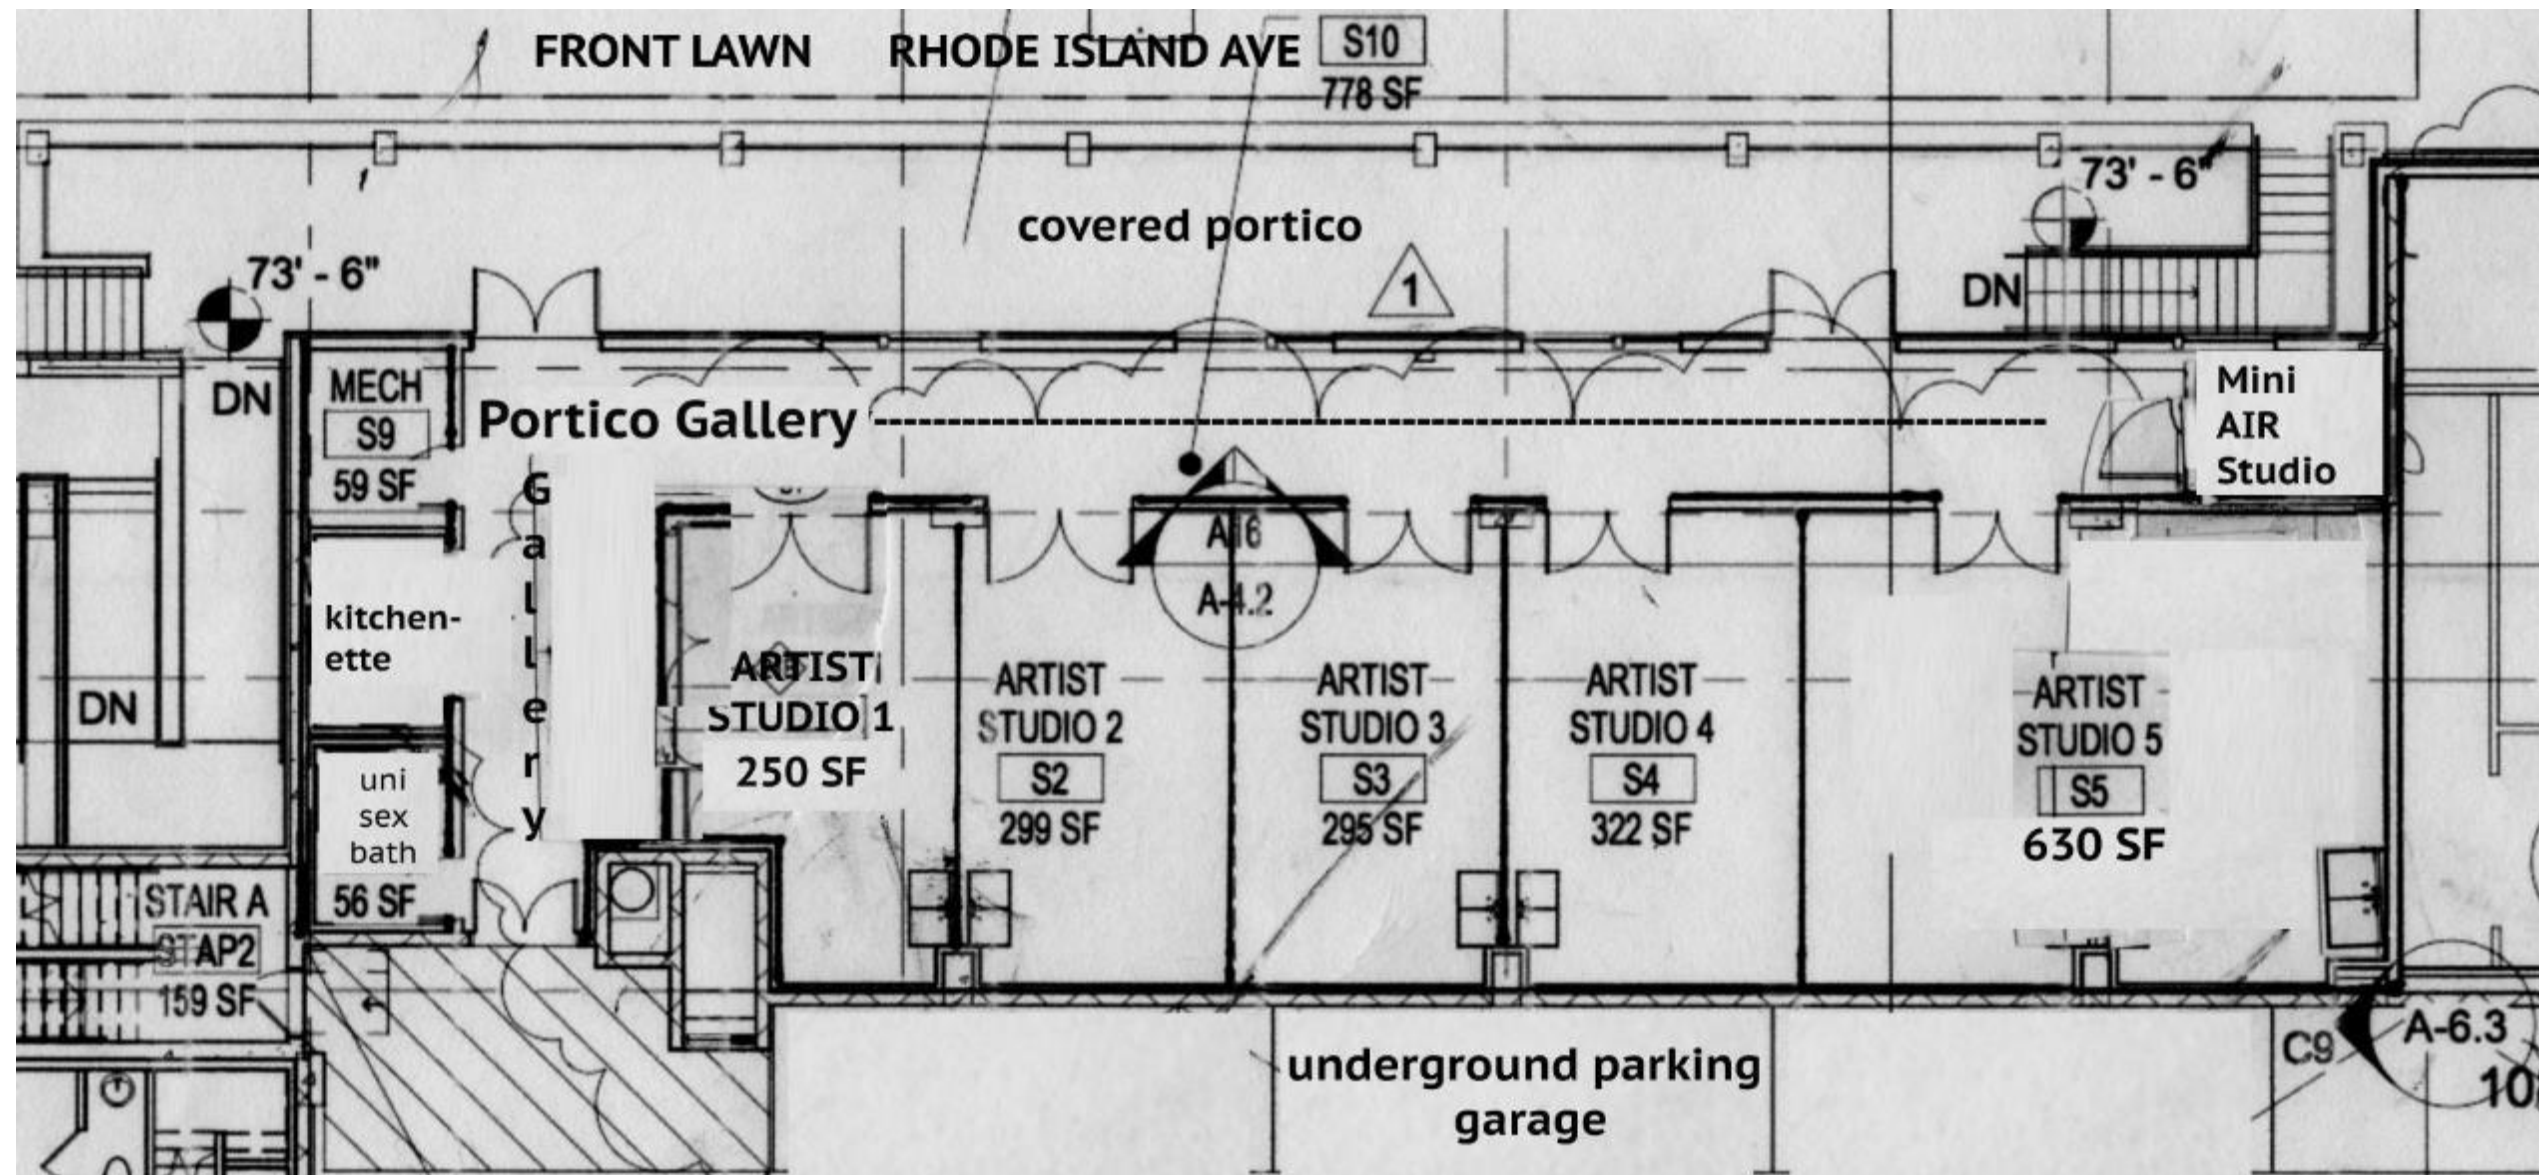 FRONT LAWN RHODE ISLAND AVE
S10
778 SF
73' - 6"
covered portico
73' - 6"
1
DN
DN
MECH
S9
59 SF
Portico Gallery
Mini
AIR
Studio
Gallery
A16
A-4.2
kitchen-
ette
DN
ARTIST
STUDIO 1
250 SF
ARTIST
STUDIO 2
S2
299 SF
ARTIST
STUDIO 3
S3
295 SF
ARTIST
STUDIO 4
S4
322 SF
ARTIST
STUDIO 5
S5
630 SF
uni
sex
bath
56 SF
STAIR A
STAP2
159 SF
underground parking
garage
C9
A-6.3
10